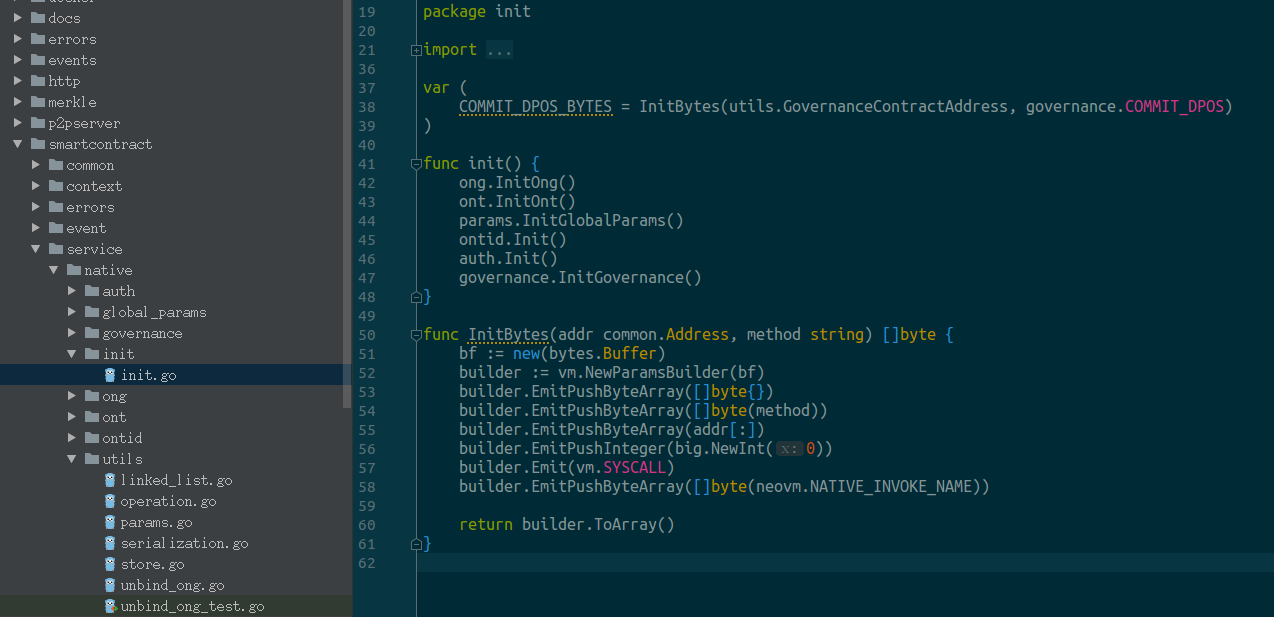 docs
errors
events
http
merkle
p2pserver
smartcontract
common
context
errors
event
service
native
auth
global_params
governance
init
init.go
ong
ont
ontid
utils
linked_list.go
operation.go
params.go
serialization.go
store.go
unbind_ong.go
unbind_ong_test.go
19 package init
20
21 import ...
36
37 var (
38 COMMIT_DPOS_BYTES = InitBytes(utils.GovernanceContractAddress, governance.COMMIT_DPOS)
39 )
40
41 func init() {
42 ong.InitOng()
43 ont.InitOnt()
44 params.InitGlobalParams()
45 ontid.Init()
46 auth.Init()
47 governance.InitGovernance()
48 }
49
50 func InitBytes(addr common.Address, method string) []byte {
51 bf := new(bytes.Buffer)
52 builder := vm.NewParamsBuilder(bf)
53 builder.EmitPushByteArray([]byte{})
54 builder.EmitPushByteArray([]byte(method))
55 builder.EmitPushByteArray(addr[:])
56 builder.EmitPushInteger(big.NewInt( x: 0))
57 builder.Emit(vm.SYSCALL)
58 builder.EmitPushByteArray([]byte(neovm.NATIVE_INVOKE_NAME))
59
60 return builder.ToArray()
61 }
62